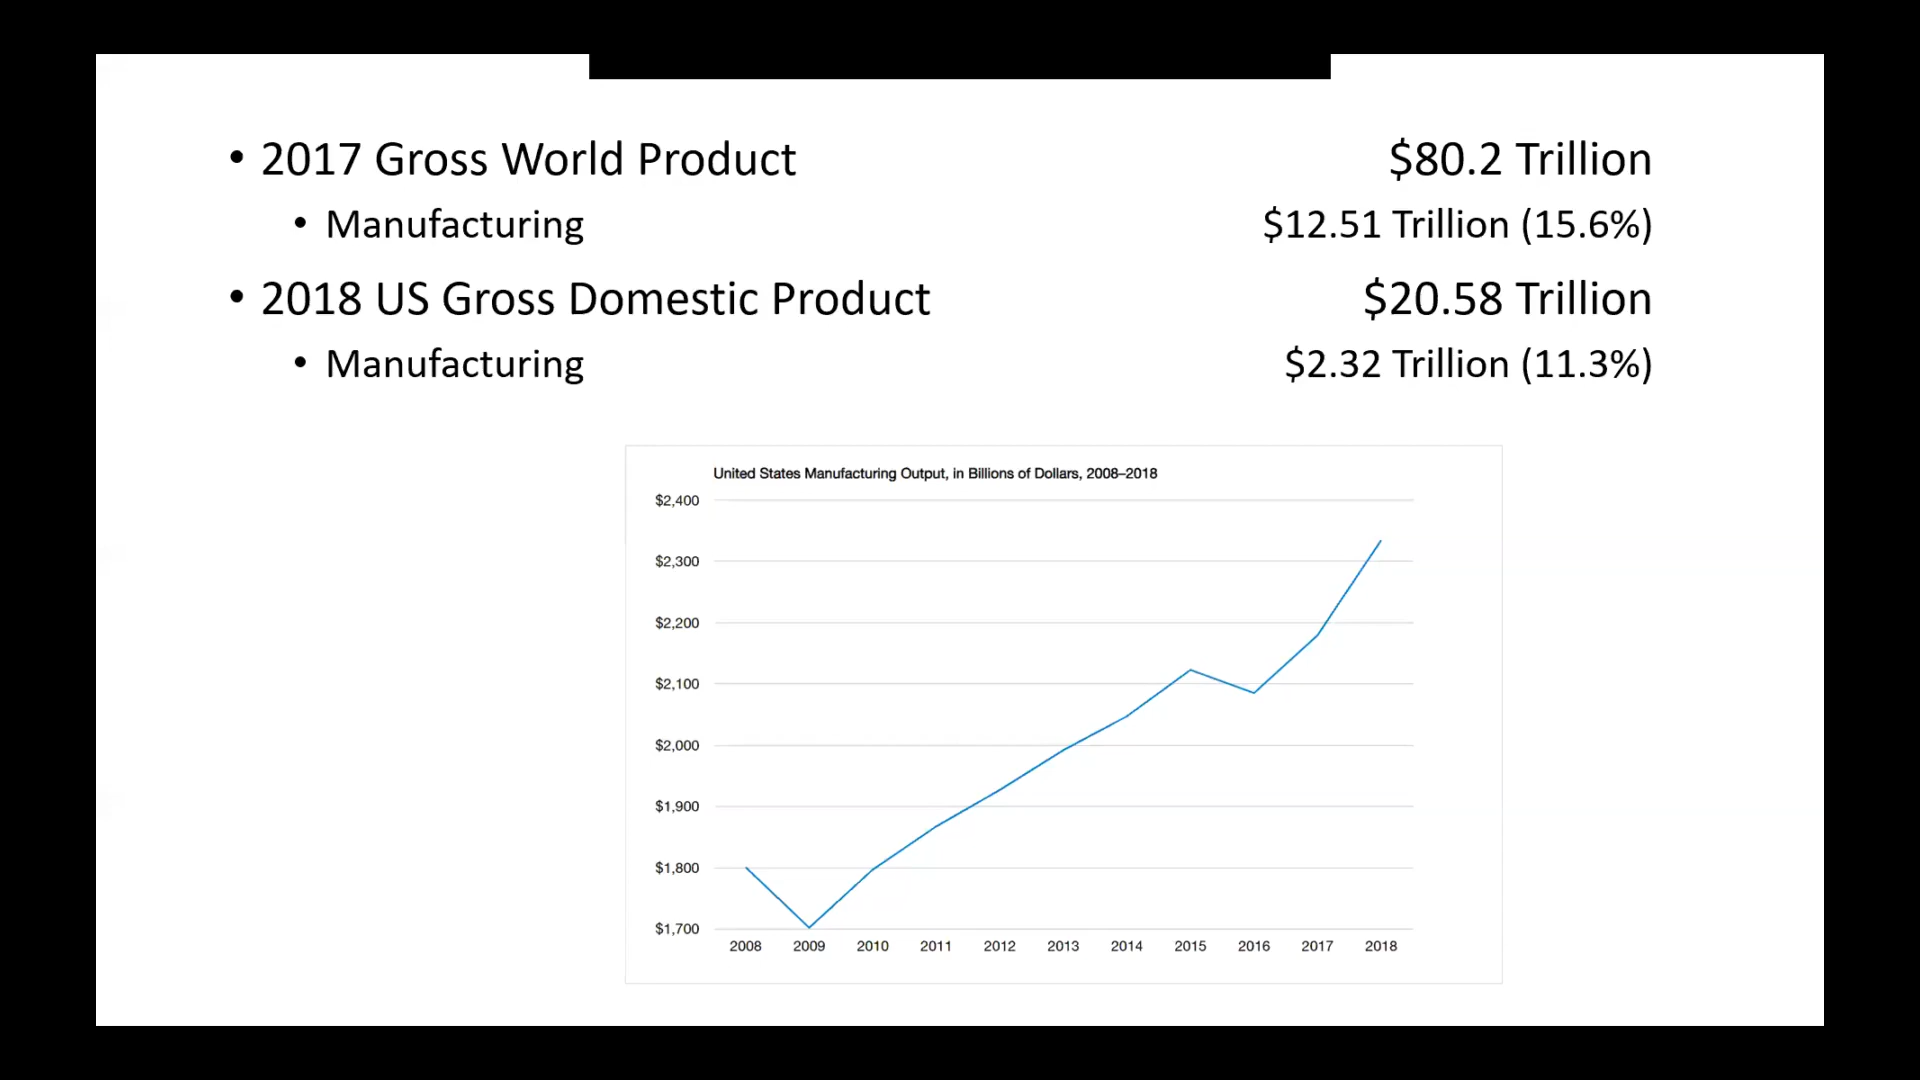 • 2017 Gross World Product $80.2 Trillion
• Manufacturing $12.51 Trillion (15.6%)
• 2018 US Gross Domestic Product $20.58 Trillion
• Manufacturing $2.32 Trillion (11.3%)
United States Manufacturing Output, in Billions of Dollars, 2008–2018
$2,400
$2,300
$2,200
$2,100
$2,000
$1,900
$1,800
$1,700
2008 2009 2010 2011 2012 2013 2014 2015 2016 2017 2018